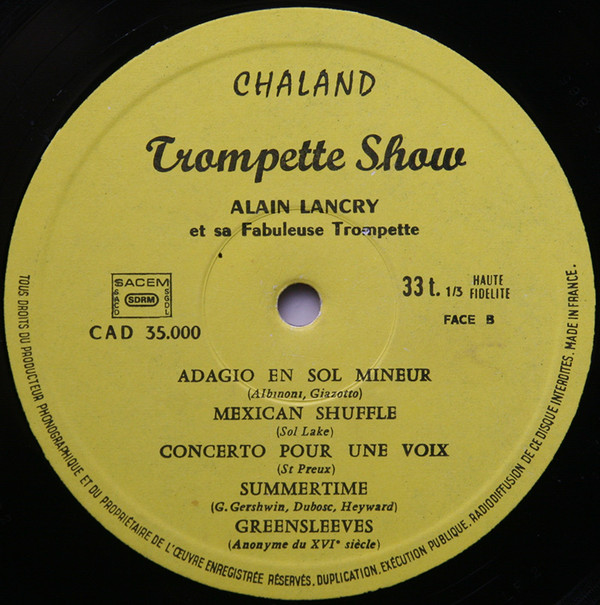 CHALAND
Trompette Show
ALAIN LANCRY
et sa Fabuleuse Trompette
SACEM
SDRM
SACD
SGDL
CAD 35.000
33 t. 1/3 HAUTE FIDELITE
FACE B
ADAGIO EN SOL MINEUR
(Albinoni, Giazotto)
MEXICAN SHUFFLE
(Sol Lake)
CONCERTO POUR UNE VOIX
(St Preux)
SUMMERTIME
(G. Gershwin, Dubosc, Heyward)
GREENSLEEVES
(Anonyme du XVIe siècle)
TOUS DROITS DU PRODUCTEUR PHONOGRAPHIQUE ET DU PROPRIÉTAIRE DE L'ŒUVRE ENREGISTRÉE RÉSERVÉS, DUPLICATION, EXÉCUTION PUBLIQUE, RADIODIFFUSION DE CE DISQUE INTERDITES. MADE IN FRANCE.